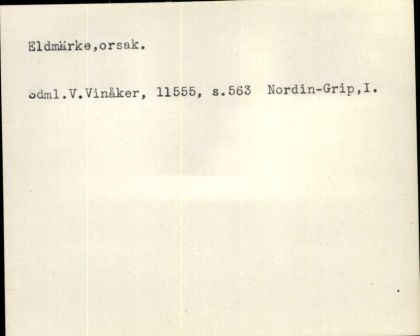 Eldmärke,orsak.
Sdml.V.Vinåker, 11555, s.563 Nordin-Grip,I.